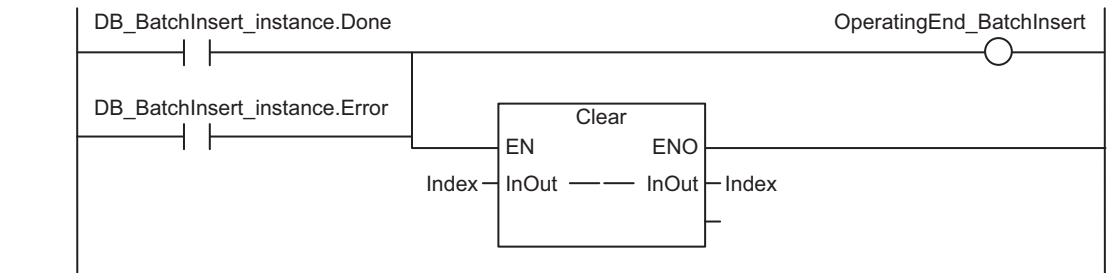 DB_BatchInsert_instance.Done OperatingEnd_BatchInsert
DB_BatchInsert_instance.Error
Clear
EN ENO
Index InOut InOut Index